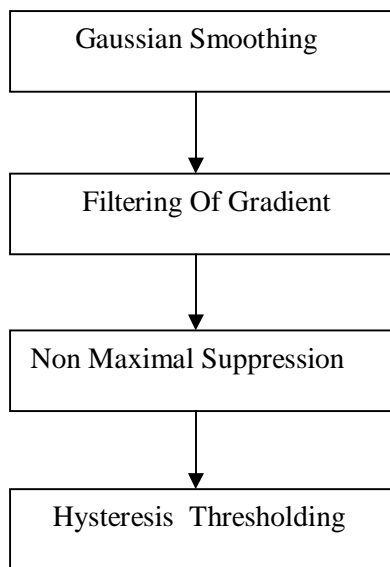 Gaussian Smoothing
Filtering Of Gradient
Non Maximal Suppression
Hysteresis Thresholding